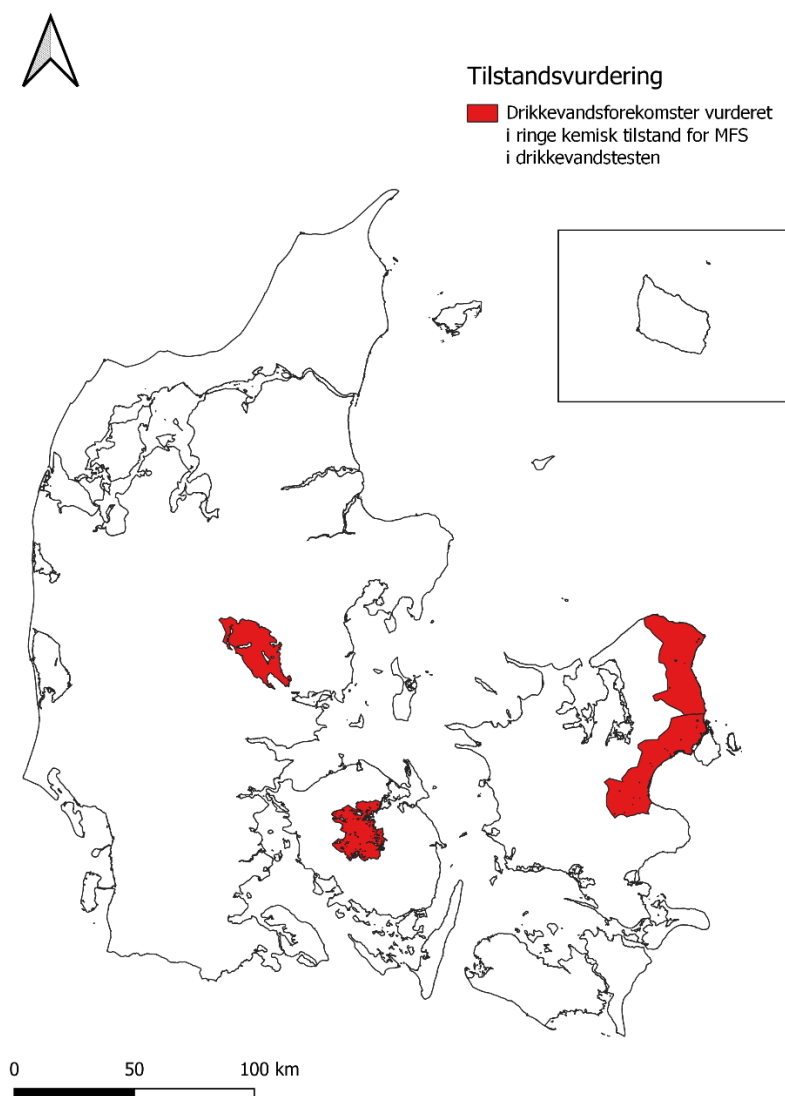 Tilstandsvurdering
Drikkevandsforekomster vurderet
i ringe kemisk tilstand for MFS
i drikkevandstesten
0 50 100 km